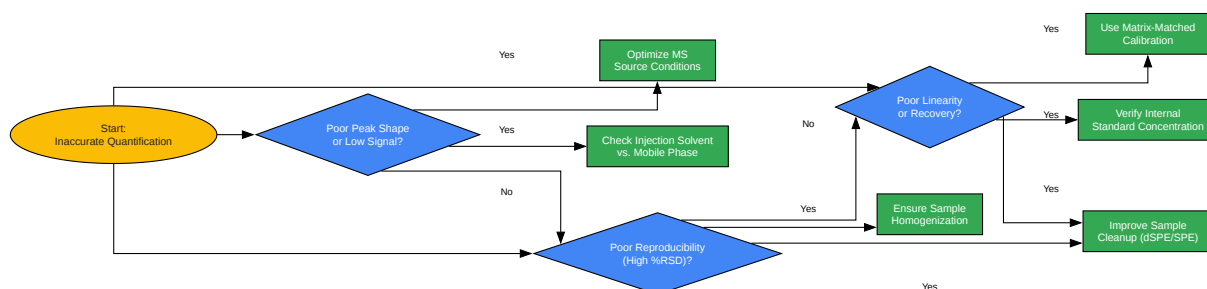 Start:
Inaccurate Quantification
Poor Peak Shape
or Low Signal?
Yes
Optimize MS
Source Conditions
Yes
Check Injection Solvent
vs. Mobile Phase
No
Poor Reproducibility
(High %RSD)?
Yes
Ensure Sample
Homogenization
No
Poor Linearity
or Recovery?
Yes
Use Matrix-Matched
Calibration
Yes
Verify Internal
Standard Concentration
Yes
Improve Sample
Cleanup (dSPE/SPE)
Yes